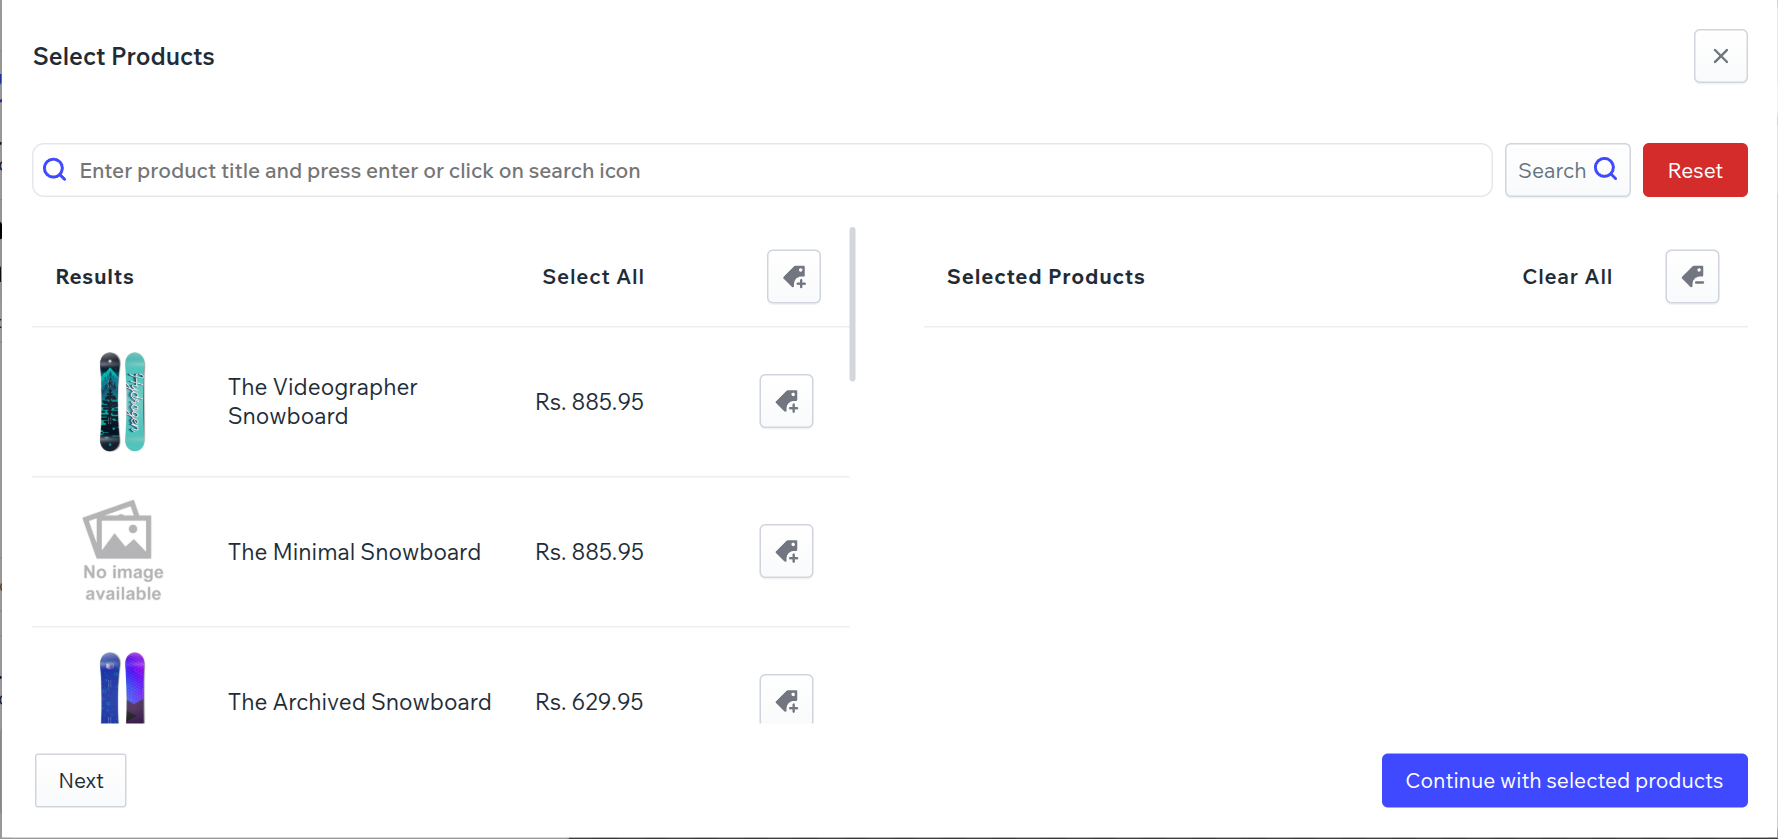 Select Products
Enter product title and press enter or click on search icon
Search
Reset
Results
Select All
Selected Products
Clear All
Hydrogen
The Videographer
Snowboard
Rs. 885.95
No image
available
The Minimal Snowboard
Rs. 885.95
The Archived Snowboard
Rs. 629.95
Next
Continue with selected products